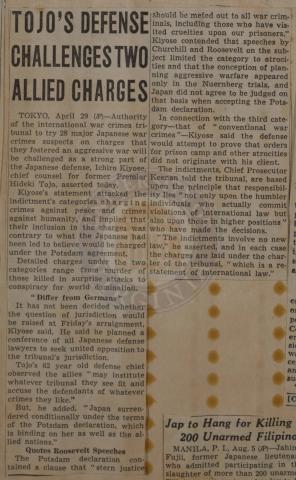 TOJO'S DEFENSE
CHALLENGES TWO
ALLIED CHARGES
TOKYO, April 29 (P)—Authority
of the international war crimes tri-
bunal to try 28 major Japanese war
crimes suspects on charges that
they fostered an aggressive war will
be challenged as a strong part of
the Japanese defense, Ichiro Kiyose,
chief counsel for former Premier
Hideki Tojo, asserted today.
Kiyose's statement attacked the
indictment's categories charging
crimes against peace and crimes
against humanity, and implied that
their inclusion in the charges was
contrary to what the Japanese had
been led to believe would be charged
under the Potsdam agreement.
Detailed charges under the two
categories range from murder of
those killed in surprise attacks to
conspiracy for world domination.
"Differ from Germans"
It has not been decided whether
the question of jurisdiction would
be raised at Friday's arraignment,
Kiyose said. He said he planned a
conference of all Japanese defense
lawyers to seek united opposition to
the tribunal's jurisdiction.
Tojo's 62 year old defense chief
observed the allies "may institute
whatever tribunal they see fit and
accuse the defendants of whatever
crimes they like."
But, he added, "Japan surren-
dered conditionally under the terms
of the Potsdam declaration, which
is binding on her as well as the al-
lied nations."
Quotes Roosevelt Speeches
The Potsdam declaration con-
tained a clause that "stern justice
should be meted out to all war crim-
inals, including those who have vis-
ited cruelties upon our prisoners,"
Kiyose contended that speeches by
Churchill and Roosevelt on the sub-
ject limited the category to atroci-
ties and that the conception of plan-
ning aggressive warfare appeared
only in the Nuernberg trials, and
Japan did not agree to be judged on
that basis when accepting the Pots-
dam declaration.
In connection with the third cate-
gory—that of "conventional war
crimes"—Kiyose said the defense
would attempt to prove that orders
for prison camp and other atrocities
did not originate with his client.
The indictments, Chief Prosecutor
Keenan told the tribunal, are based
upon the principle that responsibil-
ity lies "not only upon the humbler
individuals who actually commit
violations of international law but
also upon those in higher positions"
who have made the decisions.
"The indictments involve no new
law," he asserted, and in each case
the charges are laid under the char-
ter of the tribunal, "which is a
statement of international law."
Jap to Hang for Killing
200 Unarmed Filipino
MANILA, P. I., Aug. 5 (P)—Jahin
Fujii, former Japanese lieutenan
who admitted participating in
slaughter of more than 200 unarm